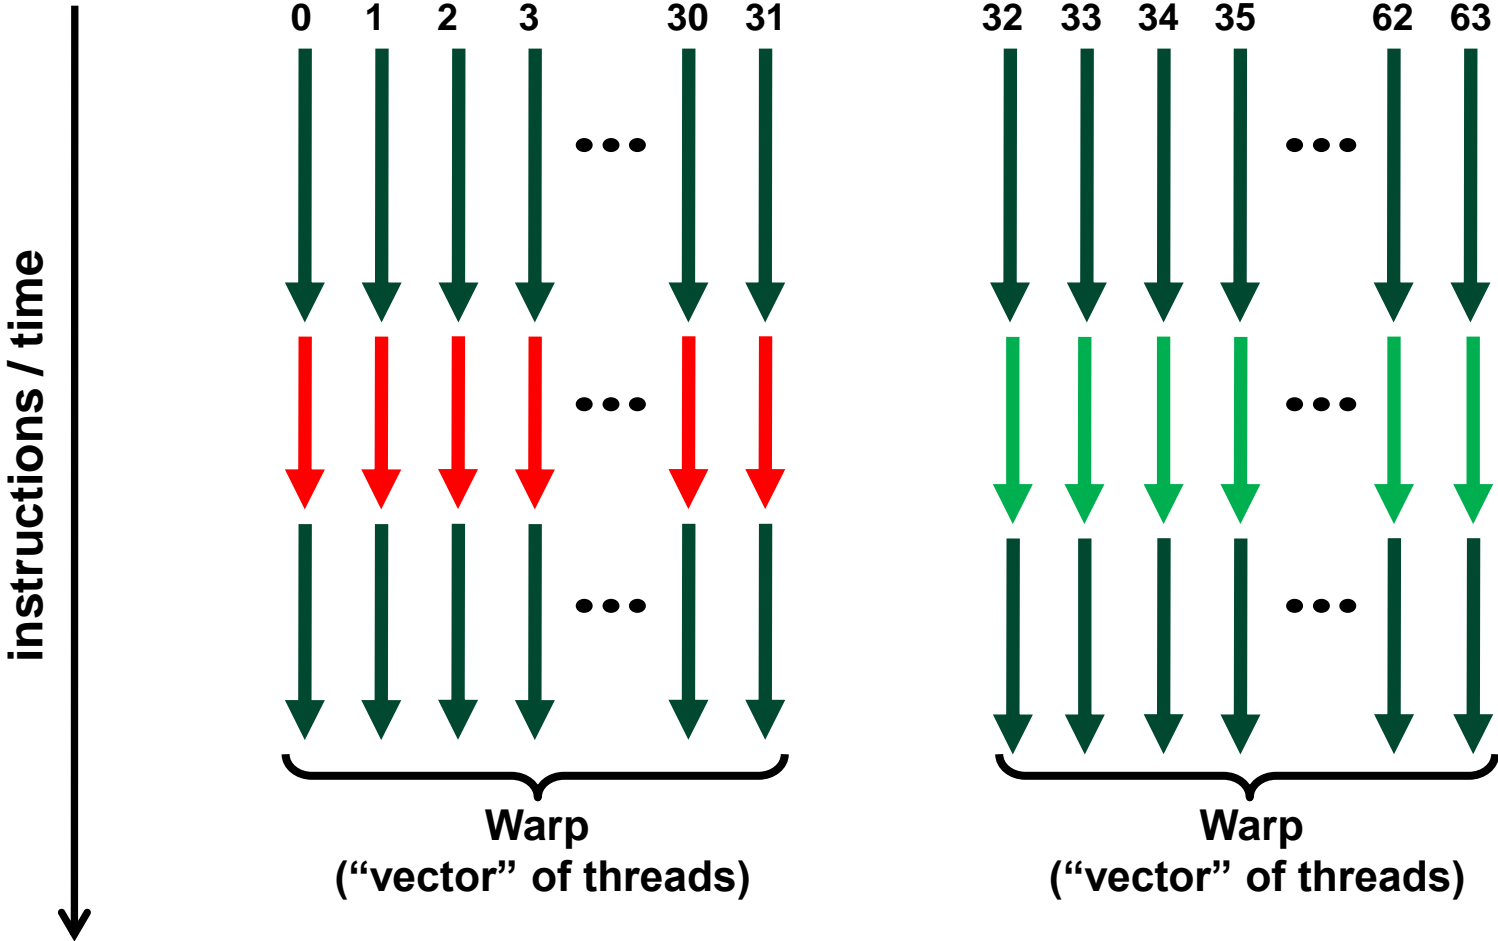 0 1 2 3 30 31 32 33 34 35 62 63
instructions / time
Warp
(“vector” of threads)
Warp
(“vector” of threads)